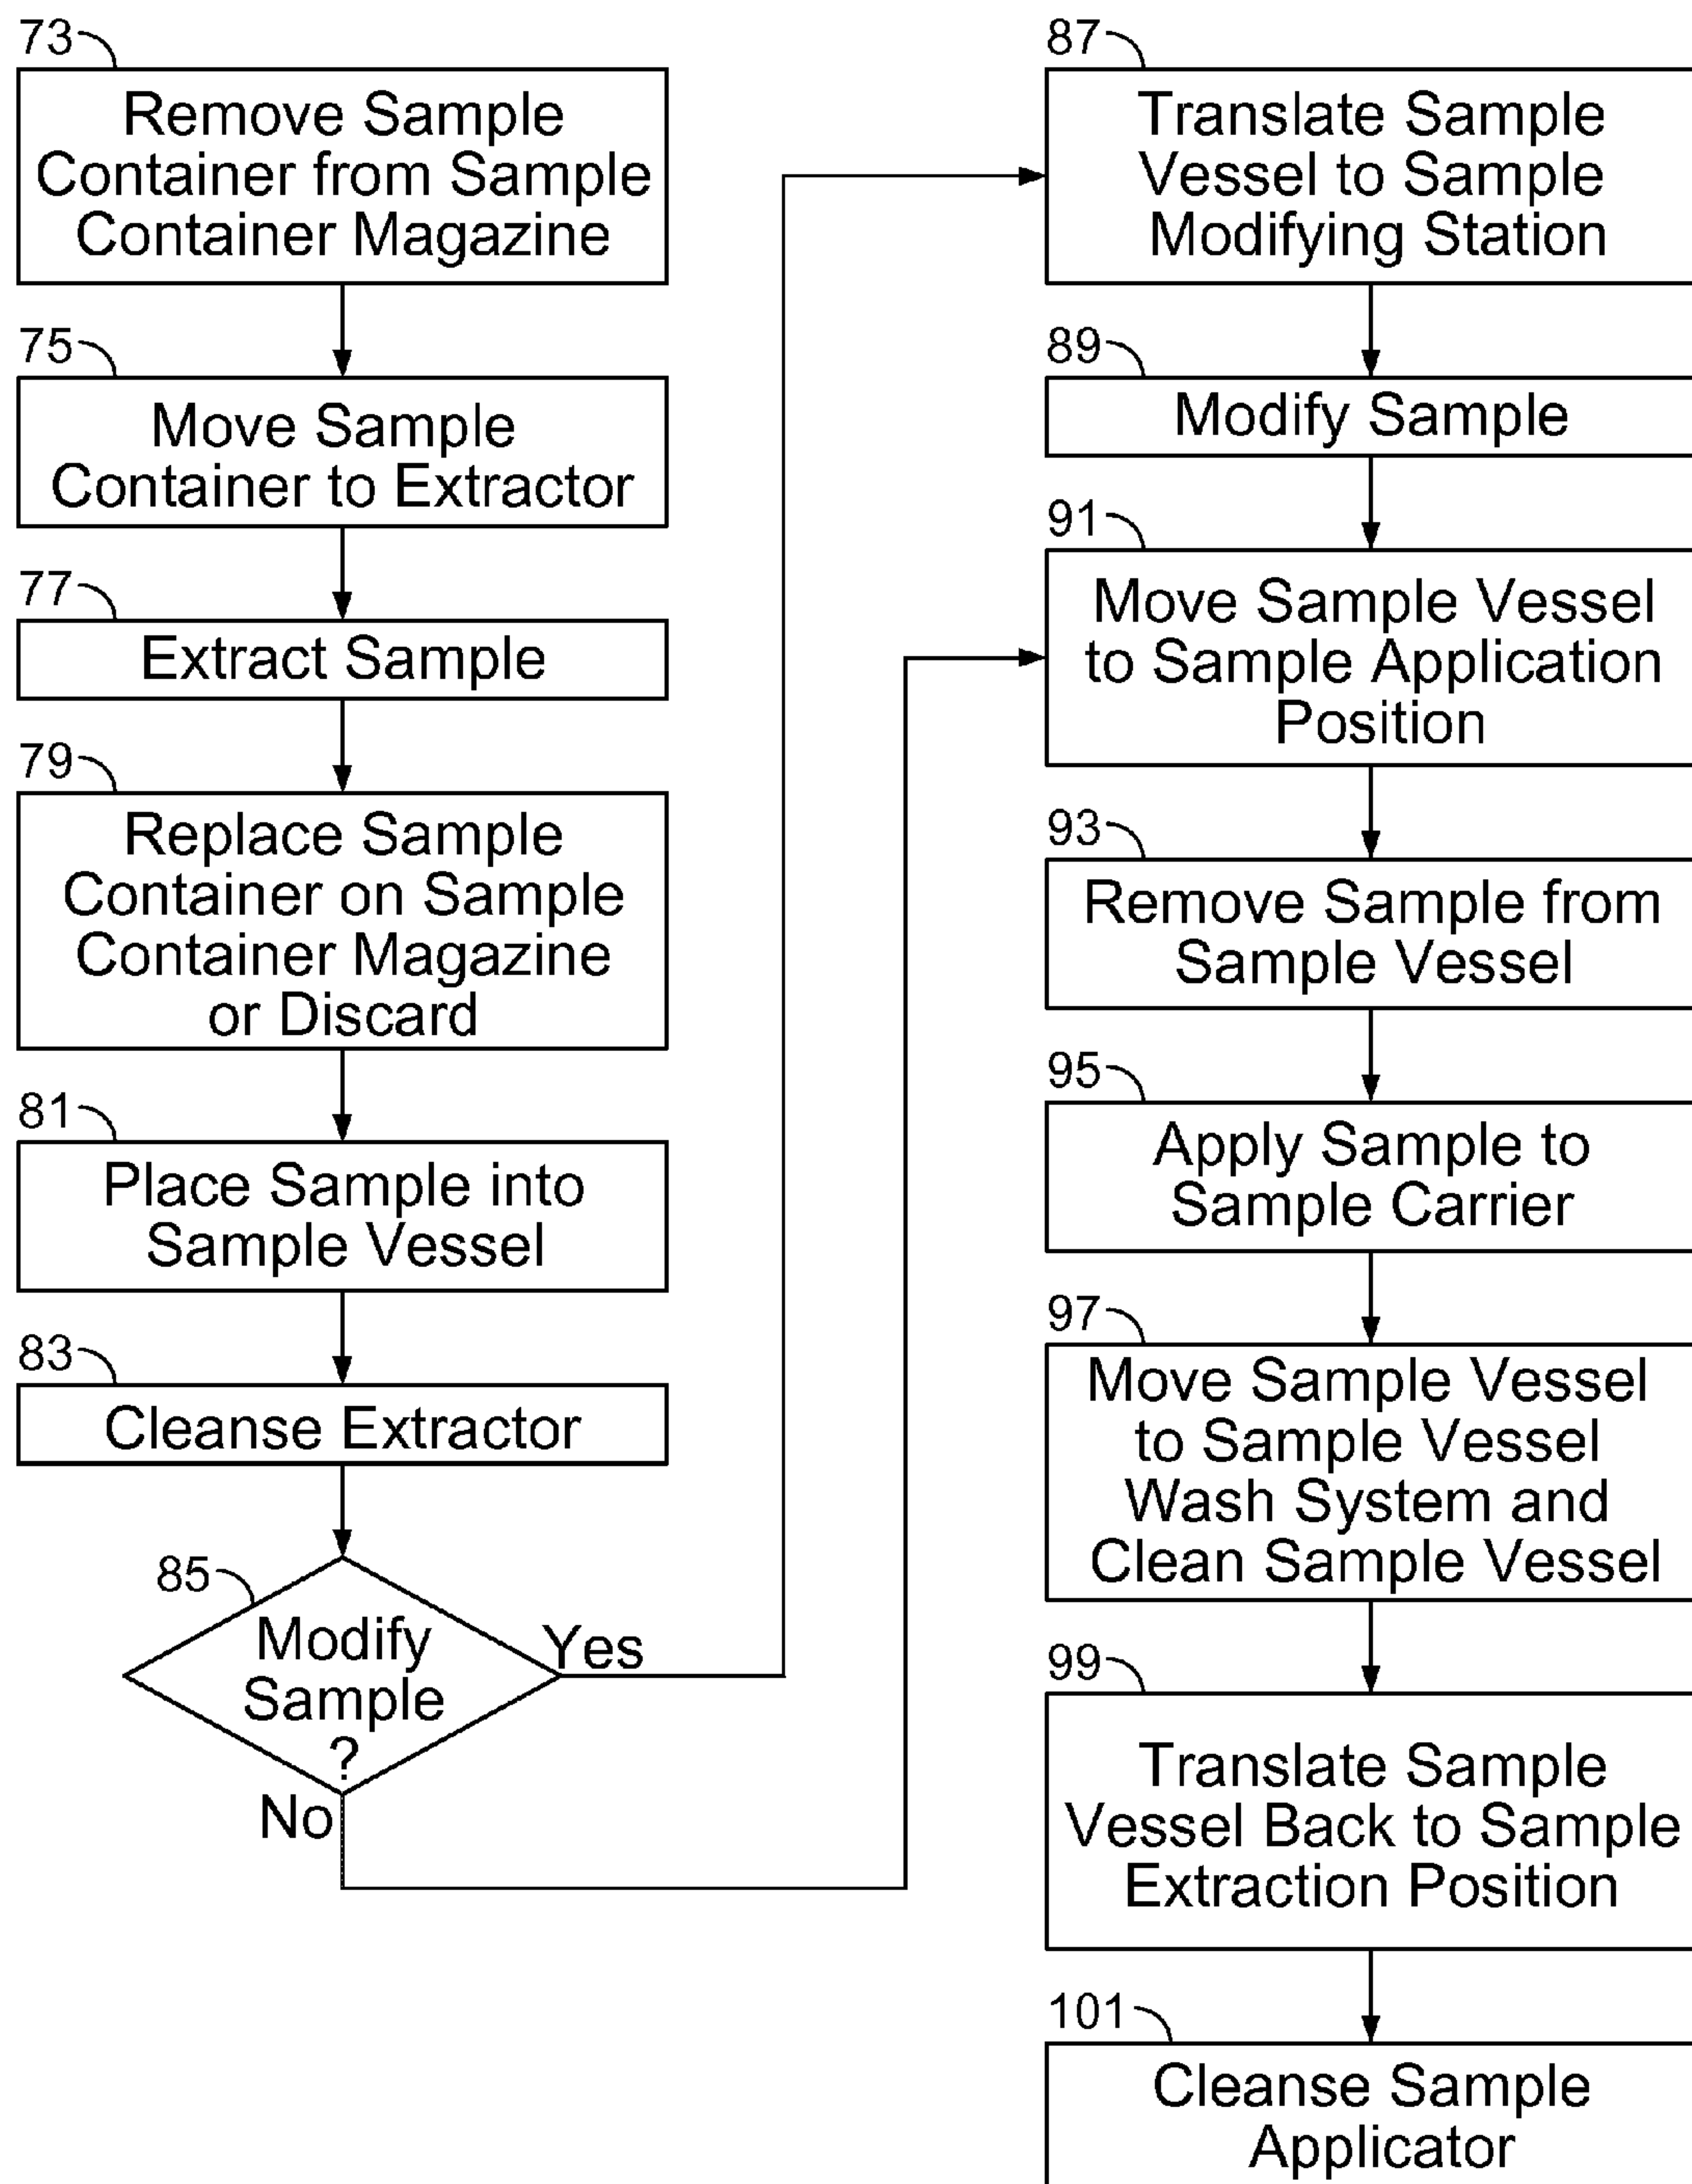 73
Remove Sample
Container from Sample
Container Magazine
75
Move Sample
Container to Extractor
77
Extract Sample
79
Replace Sample
Container on Sample
Container Magazine
or Discard
81
Place Sample into
Sample Vessel
83
Cleanse Extractor
85
Modify
Sample
?
Yes
No
87
Translate Sample
Vessel to Sample
Modifying Station
89
Modify Sample
91
Move Sample Vessel
to Sample Application
Position
93
Remove Sample from
Sample Vessel
95
Apply Sample to
Sample Carrier
97
Move Sample Vessel
to Sample Vessel
Wash System and
Clean Sample Vessel
99
Translate Sample
Vessel Back to Sample
Extraction Position
101
Cleanse Sample
Applicator